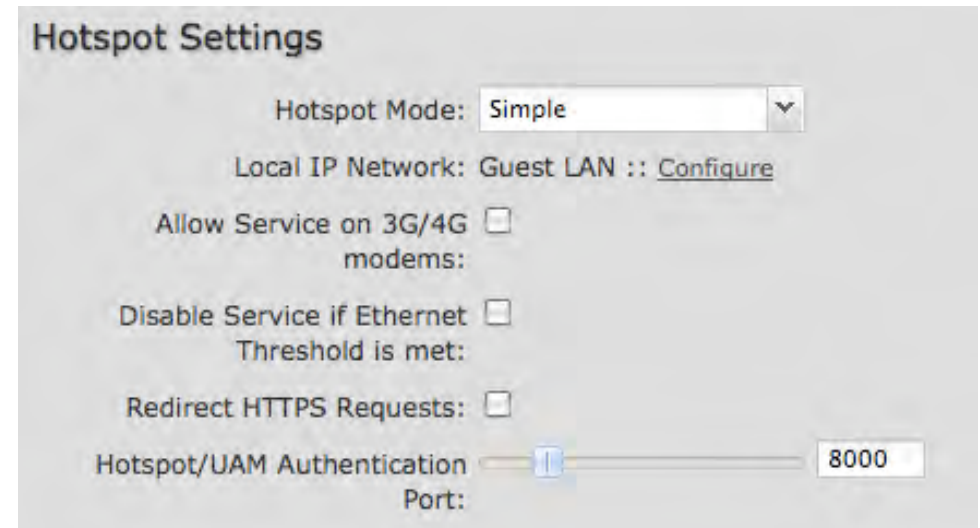 Hotspot Settings
Hotspot Mode: Simple
Local IP Network: Guest LAN :: Configure
Allow Service on 3G/4G
modems:
Disable Service if Ethernet
Threshold is met:
Redirect HTTPS Requests:
Hotspot/UAM Authentication 8000
Port: